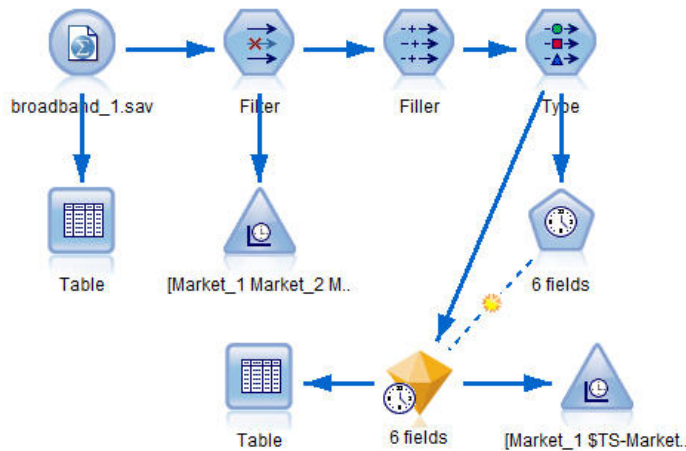 broadband_1.sav
Filter
Filler
Type
Table
[Market_1 Market_2 M..
6 fields
Table
6 fields
[Market_1 $TS-Market..